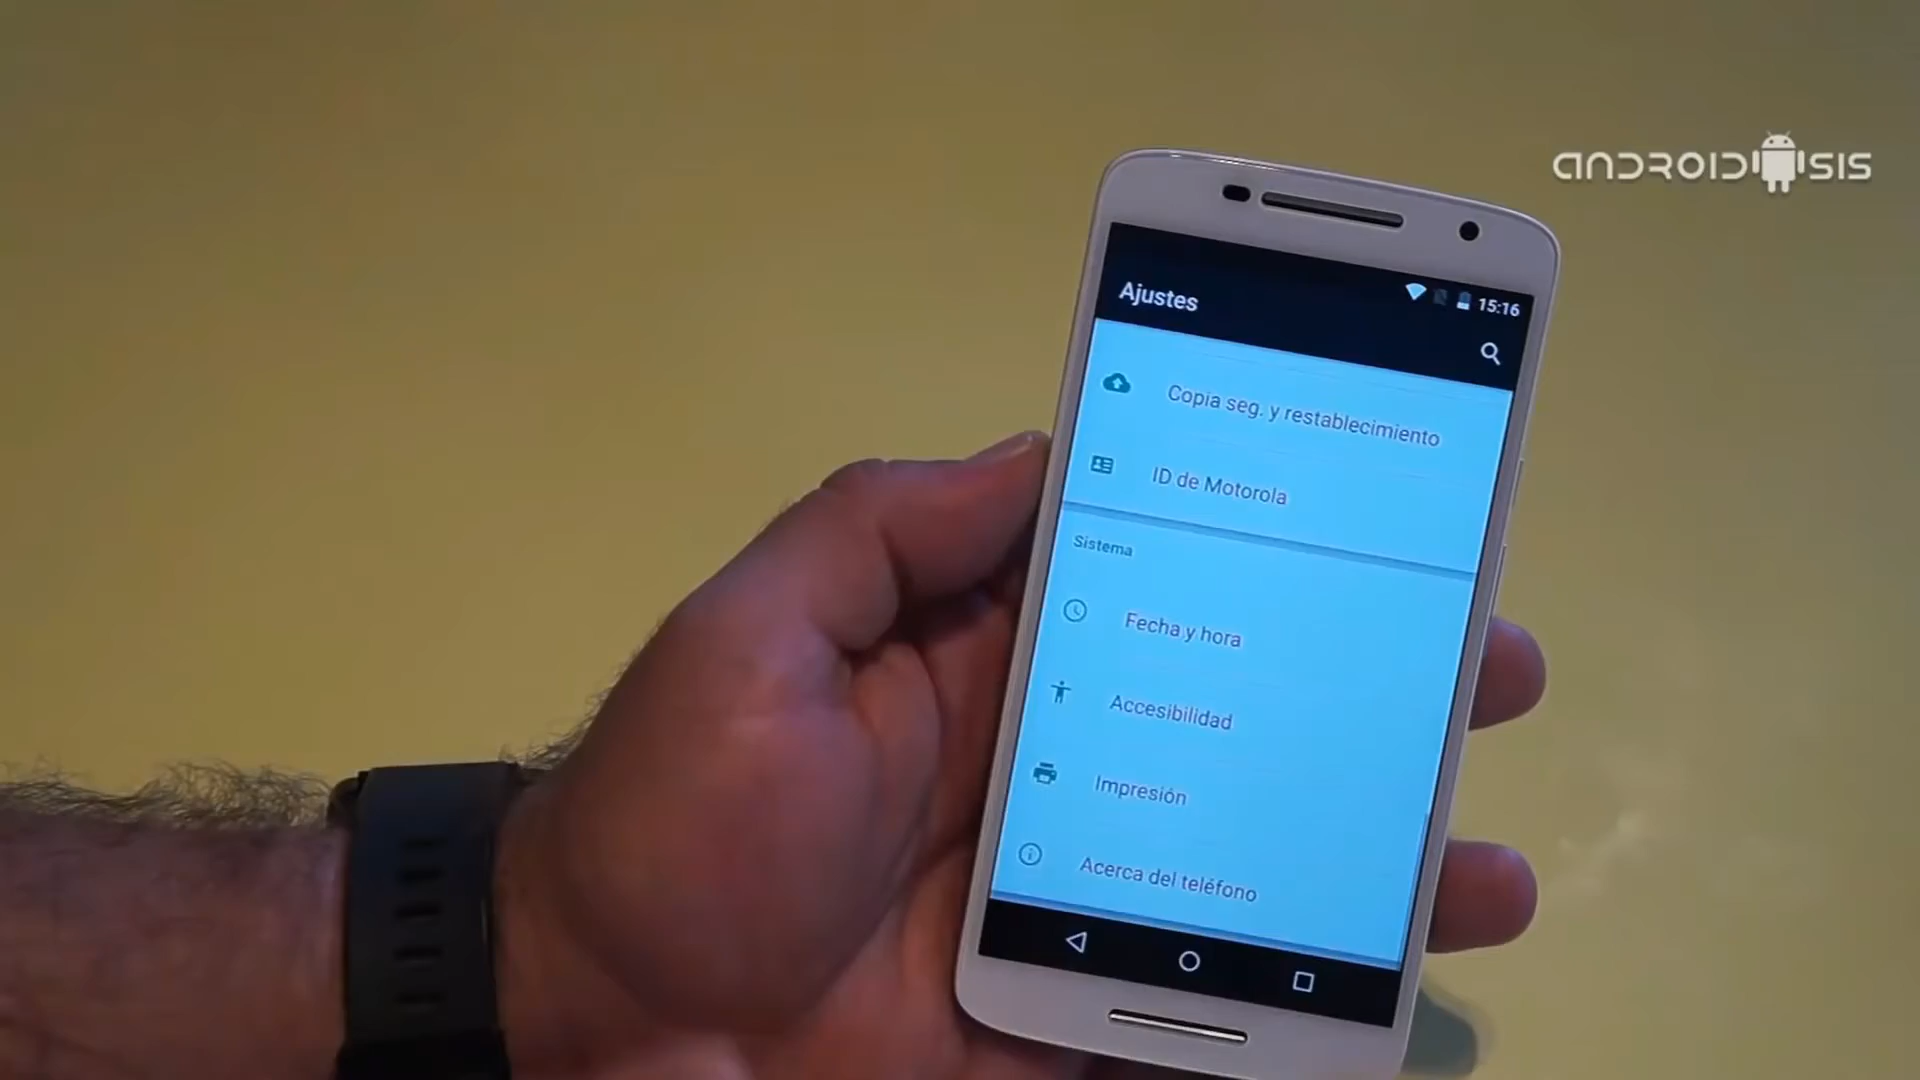 ANDROIDSIS
15:16
Ajustes
Copia seg. y restablecimiento
ID de Motorola
Sistema
Fecha y hora
Accesibilidad
Impresión
Acerca del teléfono